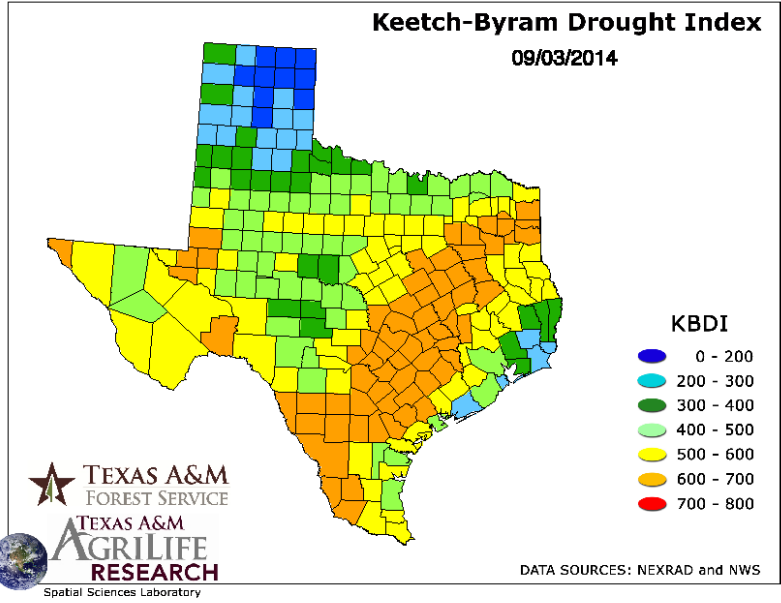 Keetch-Byram Drought Index
09/03/2014
KBDI
0 - 200
200 - 300
300 - 400
400 - 500
500 - 600
600 - 700
700 - 800
TEXAS A&M
FOREST SERVICE
TEXAS A&M
AGRILIFE
RESEARCH
Spatial Sciences Laboratory
DATA SOURCES: NEXRAD and NWS